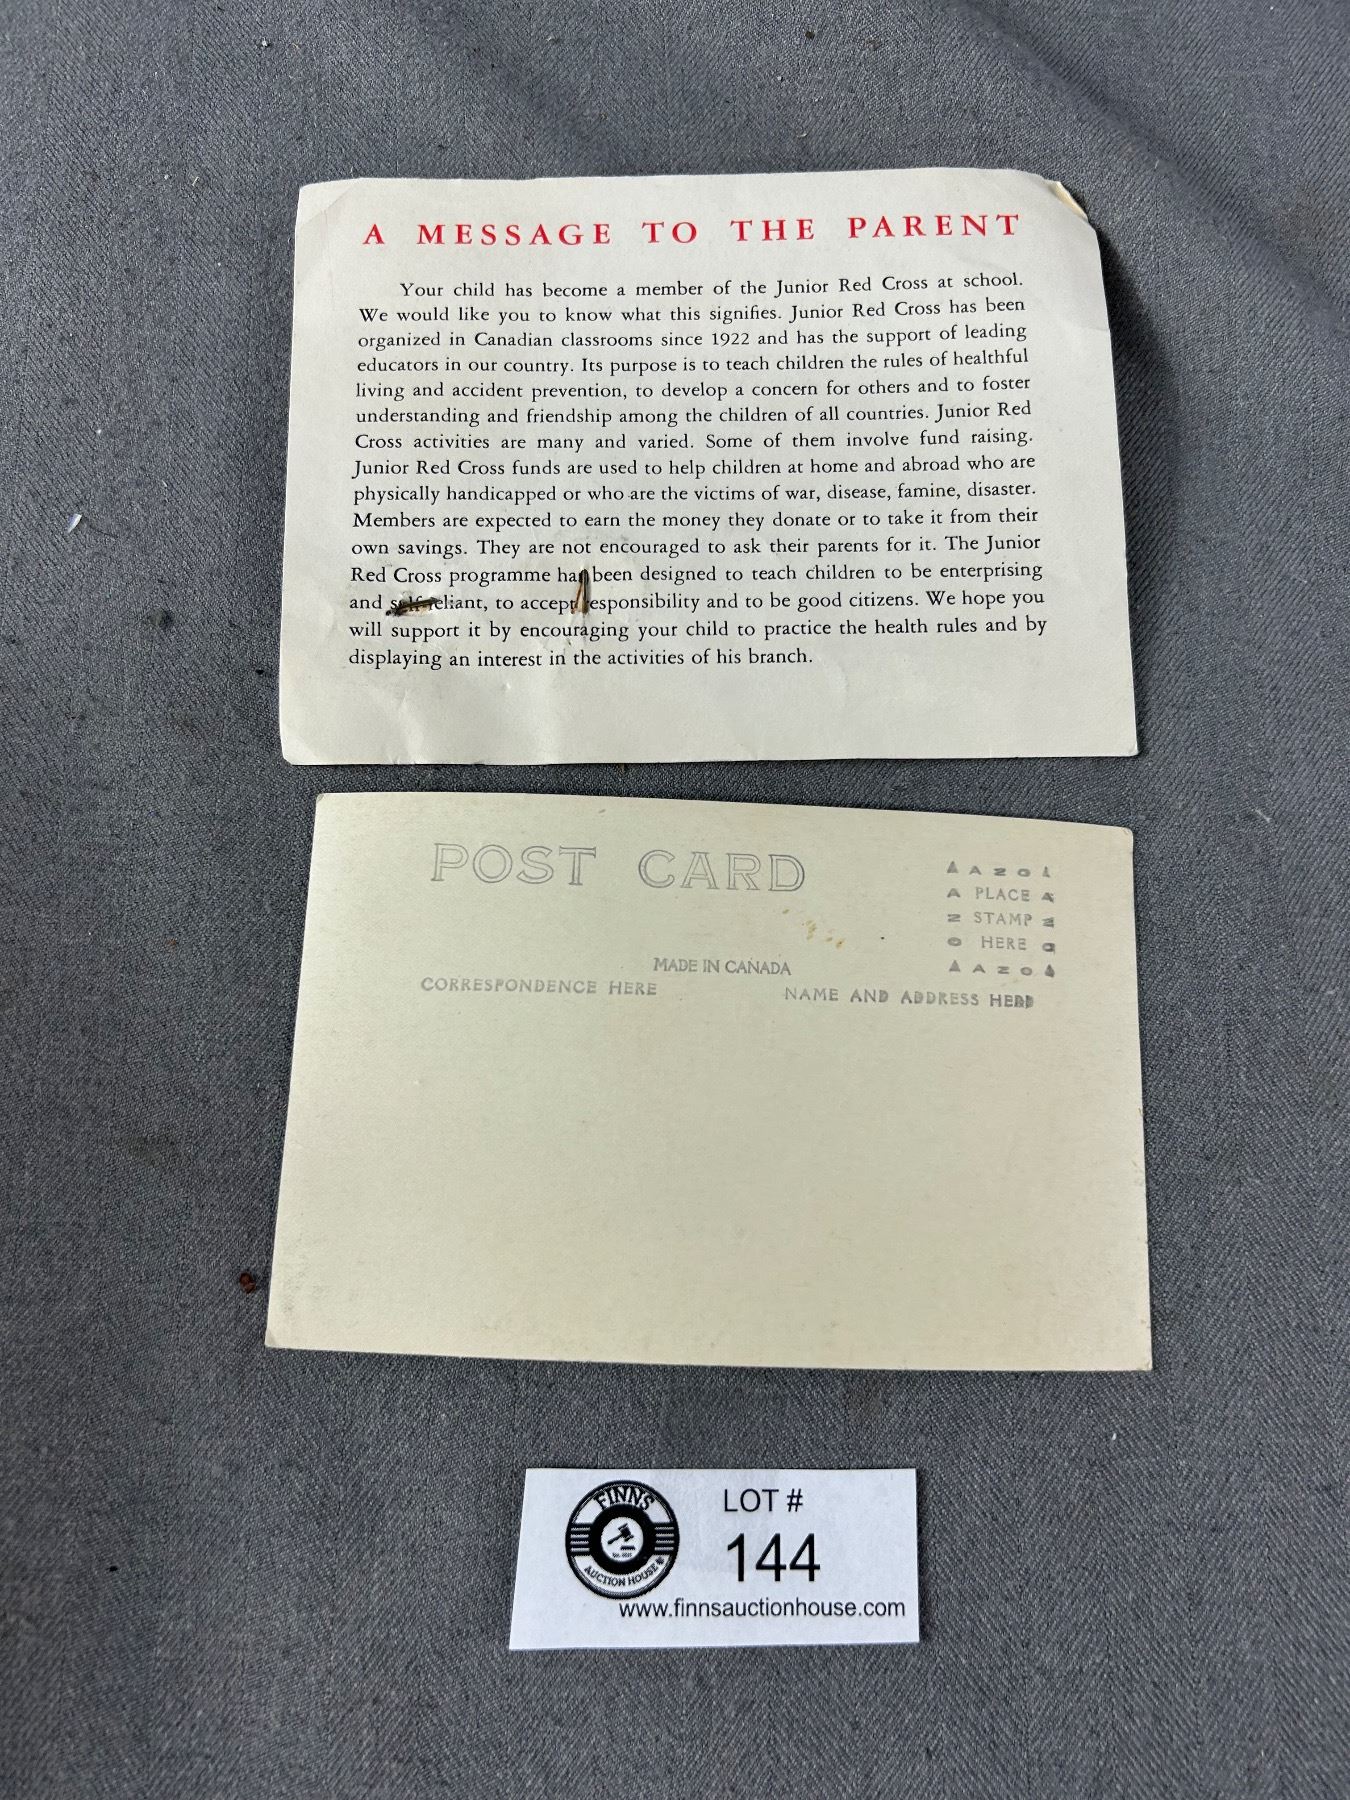 A MESSAGE TO THE PARENT
Your child has become a member of the Junior Red Cross at school.
We would like you to know what this signifies. Junior Red Cross has been
organized in Canadian classrooms since 1922 and has the support of leading
educators in our country. Its purpose is to teach children the rules of healthful
living and accident prevention, to develop a concern for others and to foster
understanding and friendship among the children of all countries. Junior Red
Cross activities are many and varied. Some of them involve fund raising.
Junior Red Cross funds are used to help children at home and abroad who are
physically handicapped or who are the victims of war, disease, famine, disaster.
Members are expected to earn the money they donate or to take it from their
own savings. They are not encouraged to ask their parents for it. The Junior
Red Cross programme has been designed to teach children to be enterprising
and self-reliant, to accept responsibility and to be good citizens. We hope you
will support it by encouraging your child to practice the health rules and by
displaying an interest in the activities of his branch.
POST CARD
AZO
PLACE
STAMP
HERE
AZO
MADE IN CANADA
CORRESPONDENCE HERE
NAME AND ADDRESS HERE
FINNS
AUCTION HOUSE
LOT #
144
www.finnsauctionhouse.com